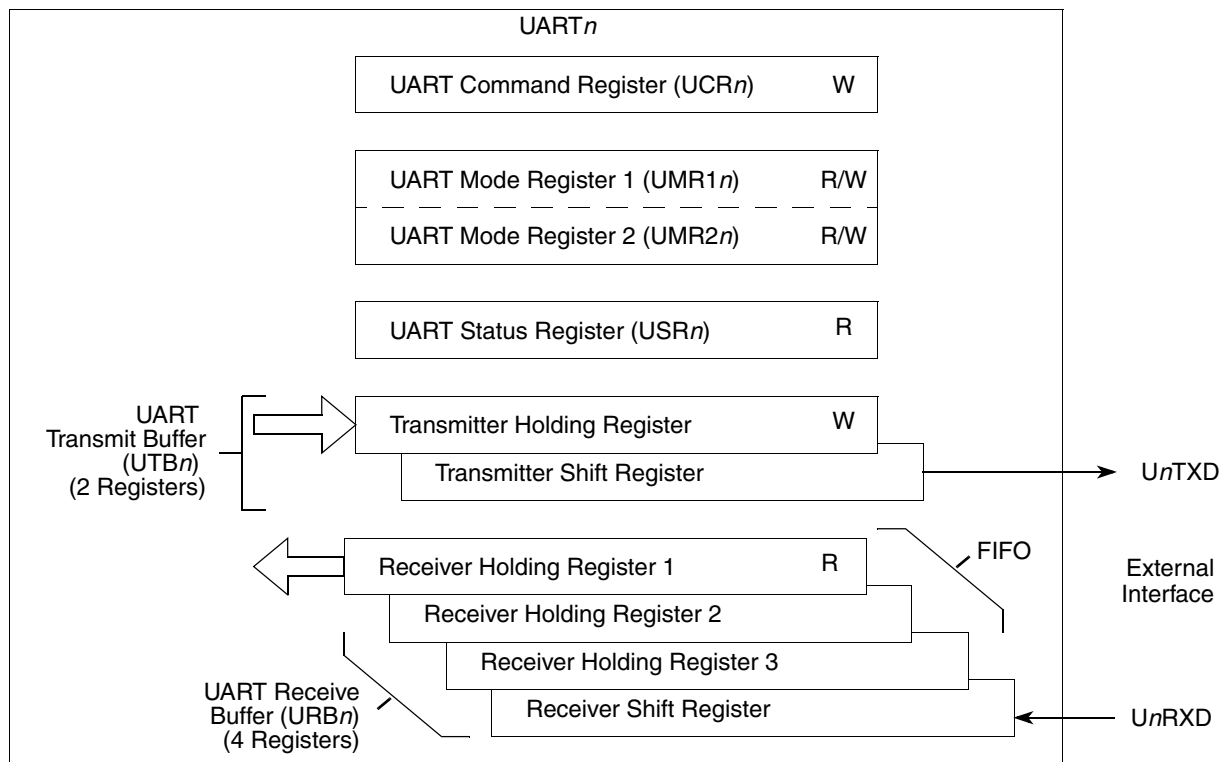 UARTn
UART Command Register (UCRn) W
UART Mode Register 1 (UMR1n) R/W
UART Mode Register 2 (UMR2n) R/W
UART Status Register (USRn) R
UART
Transmit Buffer
(UTBn)
(2 Registers)
Transmitter Holding Register W
Transmitter Shift Register
UnTXD
Receiver Holding Register 1 R
Receiver Holding Register 2
Receiver Holding Register 3
Receiver Shift Register
FIFO
External
Interface
UART Receive
Buffer (URBn)
(4 Registers)
UnRXD